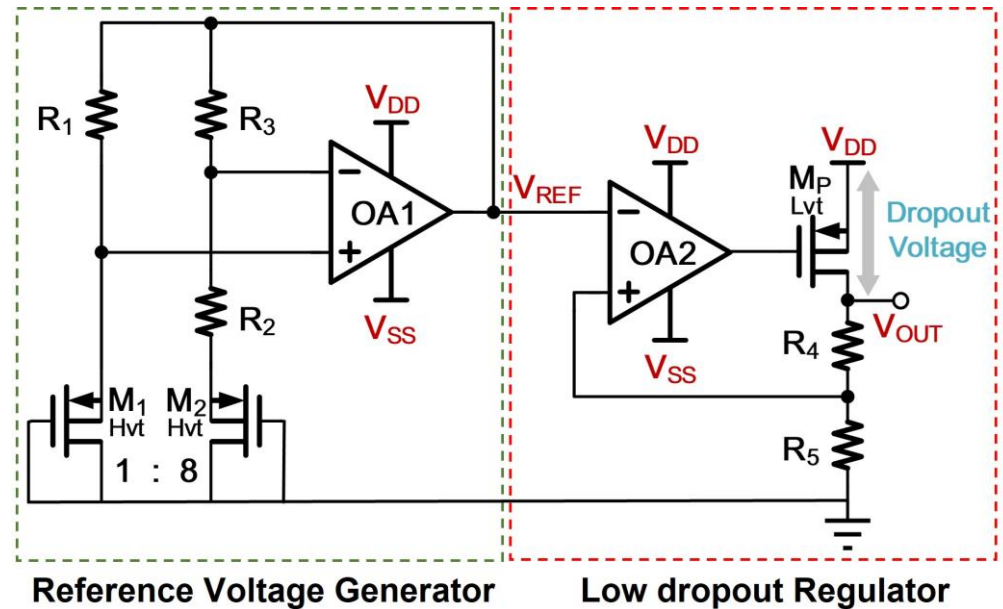 R1
R3
VDD
OA1
VSS
R2
M1
Hvt
M2
Hvt
1 : 8
VREF
VDD
OA2
VSS
VDD
MP
Lvt
Dropout
Voltage
VOUT
R4
R5
Reference Voltage Generator
Low dropout Regulator